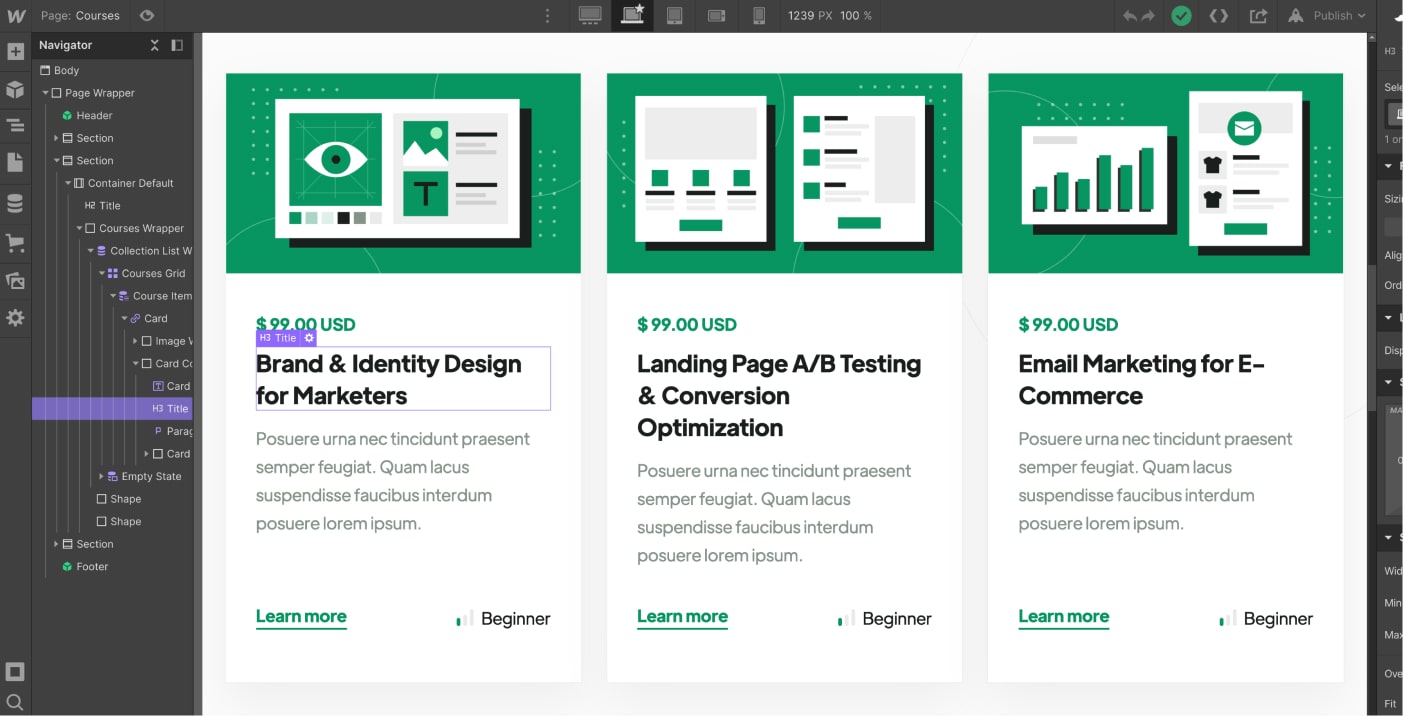 W Page: Courses 1239 PX 100 % Publish
Navigator
Body
Page Wrapper
Header
Section
Section
Container Default
H2 Title
Courses Wrapper
Collection List W
Courses Grid
Course Item
Card
Image W
Card Co
T Card
H3 Title
P Parag
Card
Empty State
Shape
Shape
Section
Footer
T
$ 99.00 USD
H3 Title
Brand & Identity Design
for Marketers
Posuere urna nec tincidunt praesent
semper feugiat. Quam lacus
suspendisse faucibus interdum
posuere lorem ipsum.
Learn more
Beginner
$ 99.00 USD
Landing Page A/B Testing
& Conversion
Optimization
Posuere urna nec tincidunt praesent
semper feugiat. Quam lacus
suspendisse faucibus interdum
posuere lorem ipsum.
Learn more
Beginner
$ 99.00 USD
Email Marketing for E-
Commerce
Posuere urna nec tincidunt praesent
semper feugiat. Quam lacus
suspendisse faucibus interdum
posuere lorem ipsum.
Learn more
Beginner
H3
Sele
1 o
Sizi
Alig
Ord
L
Disp
S
MA
0
S
Wid
Min
Max
Ove
Fit